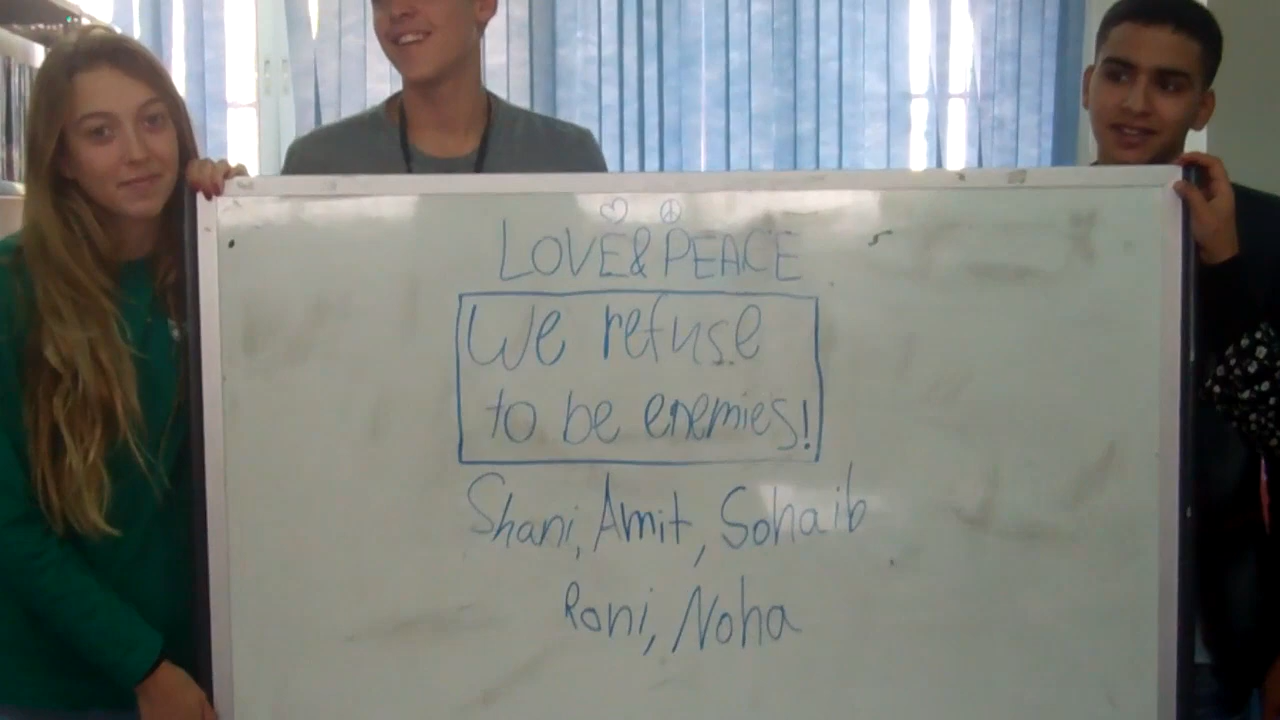 LOVE & PEACE
We refuse
to be enemies!
Shani, Amit, Sohaib
Roni, Noha